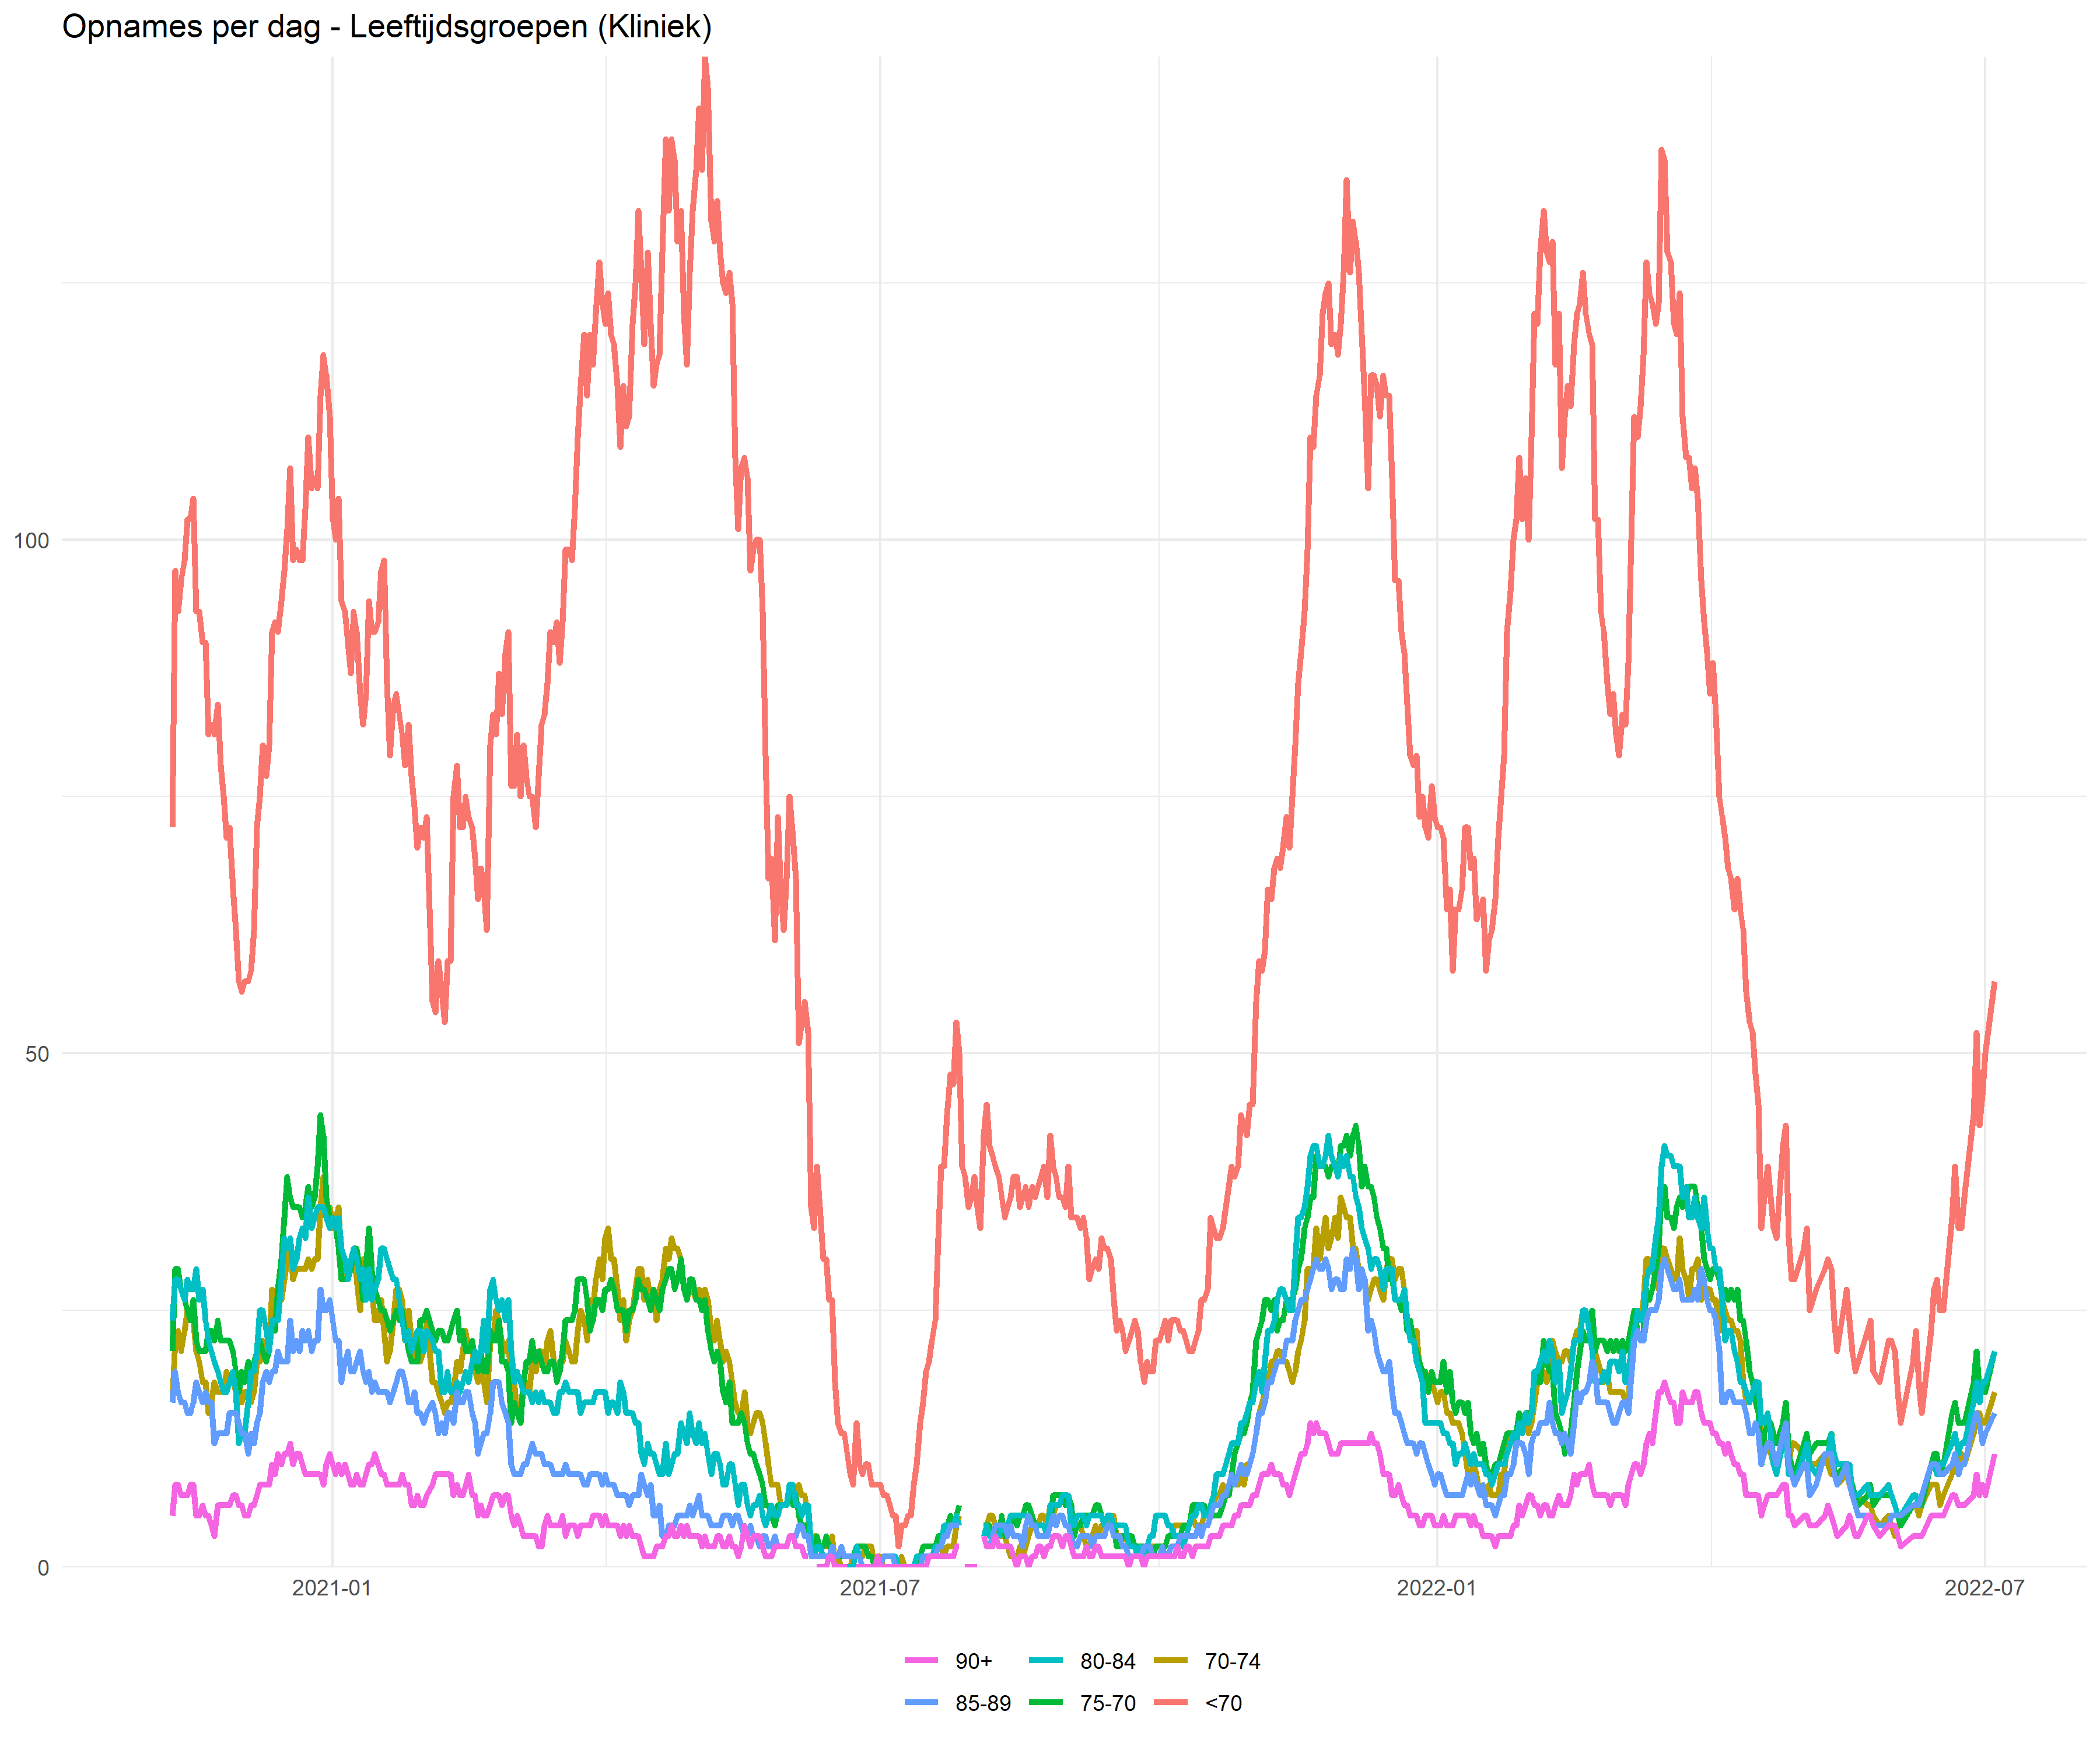 Opnames per dag - Leeftijdsgroepen (Kliniek)
100
50
0
2021-01 2021-07 2022-01 2022-07
90+ 80-84 70-74
85-89 75-70 <70